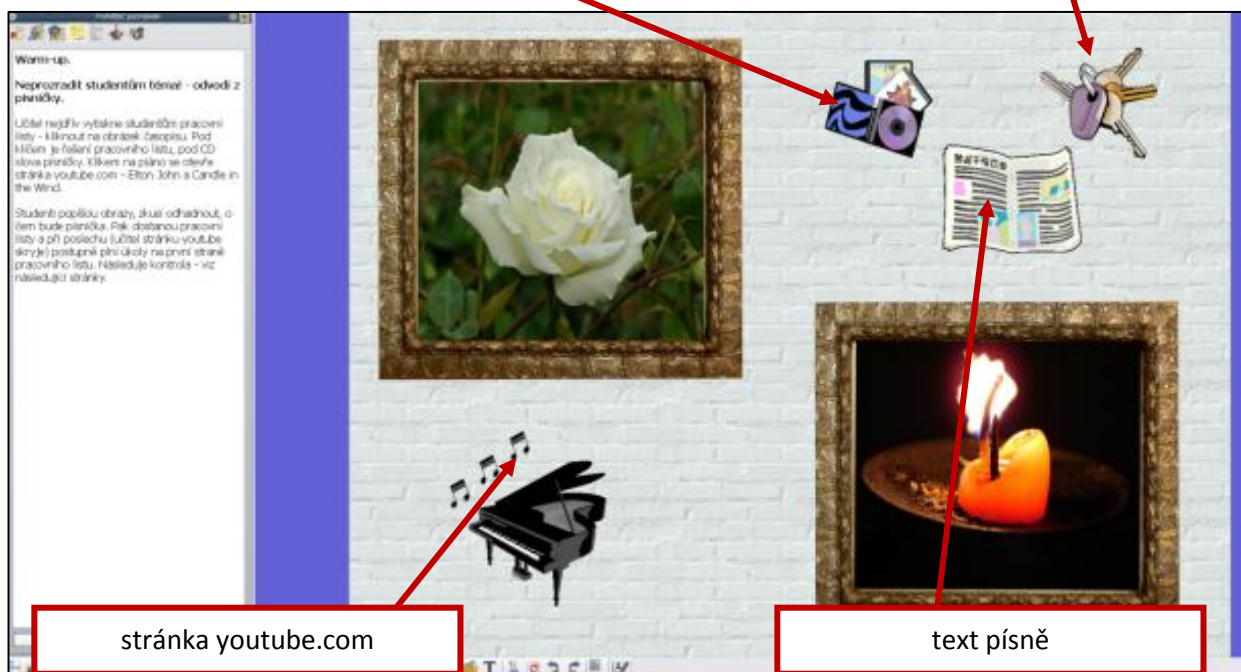 Warm-up.
Neprozradit studentům téma! - odvodí z
písničky.
Učitel nejdřív vytiskne studentům pracovní
listy - kliknout na obrázek časopisu. Pod
klíčem je řešení pracovního listu, pod CD
slova písničky. Klikem na piáno se otevře
stránka youtube.com - Elton John a Candle in
the Wind.
Studenti popíšou obrazy, zkusí odhadnout, o
čem bude písnička. Pak dostanou pracovní
listy a při poslechu (učitel stránku youtube
skryje) postupně plní úkoly na první straně
pracovního listu. Následuje kontrola - viz
následující stránky.
stránka youtube.com
text písně